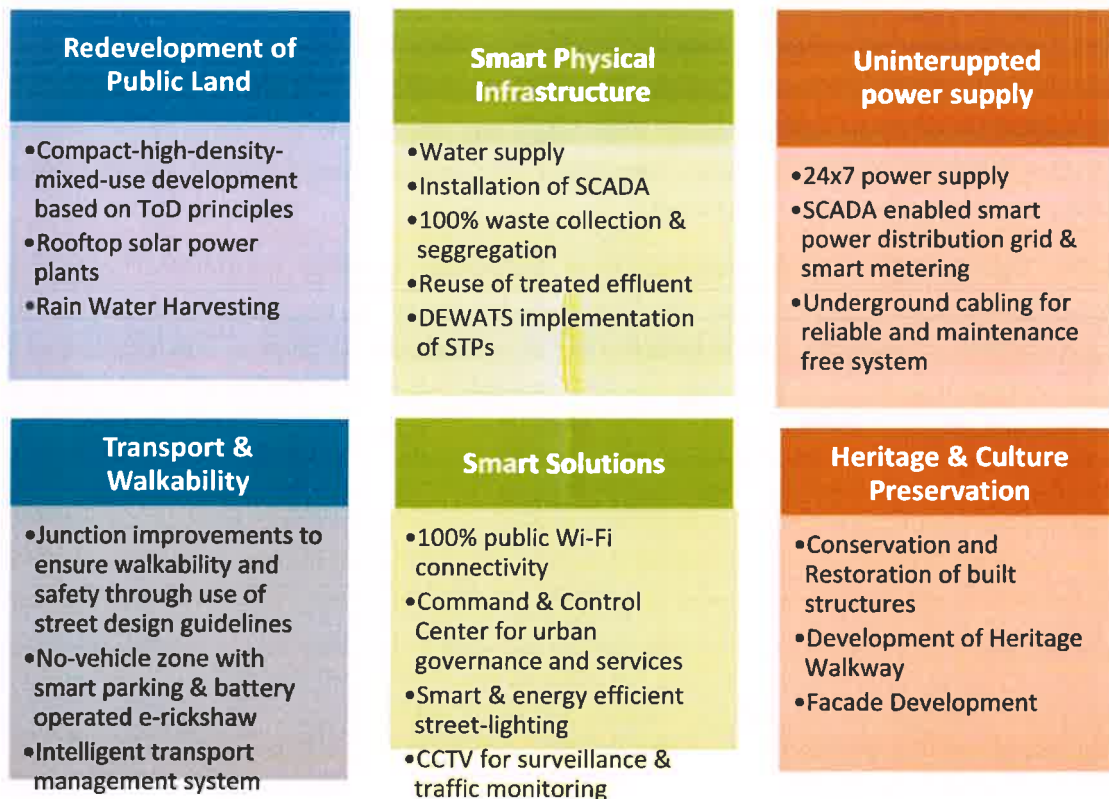 Redevelopment of
Public Land
•Compact-high-density-
mixed-use development
based on ToD principles
•Rooftop solar power
plants
•Rain Water Harvesting
Smart Physical
Infrastructure
•Water supply
•Installation of SCADA
•100% waste collection &
seggregation
•Reuse of treated effluent
•DEWATS implementation
of STPs
Uninteruppted
power supply
•24x7 power supply
•SCADA enabled smart
power distribution grid &
smart metering
•Underground cabling for
reliable and maintenance
free system
Transport &
Walkability
•Junction improvements to
ensure walkability and
safety through use of
street design guidelines
•No-vehicle zone with
smart parking & battery
operated e-rickshaw
•Intelligent transport
management system
Smart Solutions
•100% public Wi-Fi
connectivity
•Command & Control
Center for urban
governance and services
•Smart & energy efficient
street-lighting
•CCTV for surveillance &
traffic monitoring
Heritage & Culture
Preservation
•Conservation and
Restoration of built
structures
•Development of Heritage
Walkway
•Facade Development